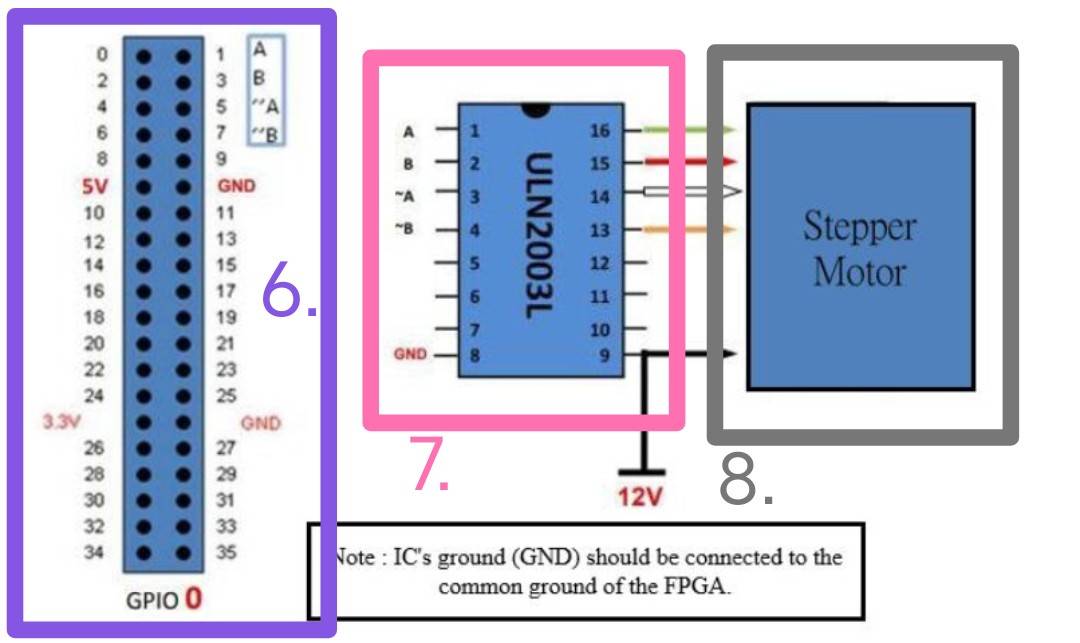 0 1 A
2 3 B
4 5 ~A
6 7 ~B
8 9
5V GND
10 11
12 13
14 15
16 17
18 19
20 21
22 23
24 25
3.3V GND
26 27
28 29
30 31
32 33
34 35
GPIO 0
6.
A 1 16
B 2 15
~A 3 14
~B 4 13
5 12
6 11
7 10
GND 8 9
ULN2003L
12V
7.
Stepper
Motor
8.
Note : IC's ground (GND) should be connected to the
common ground of the FPGA.